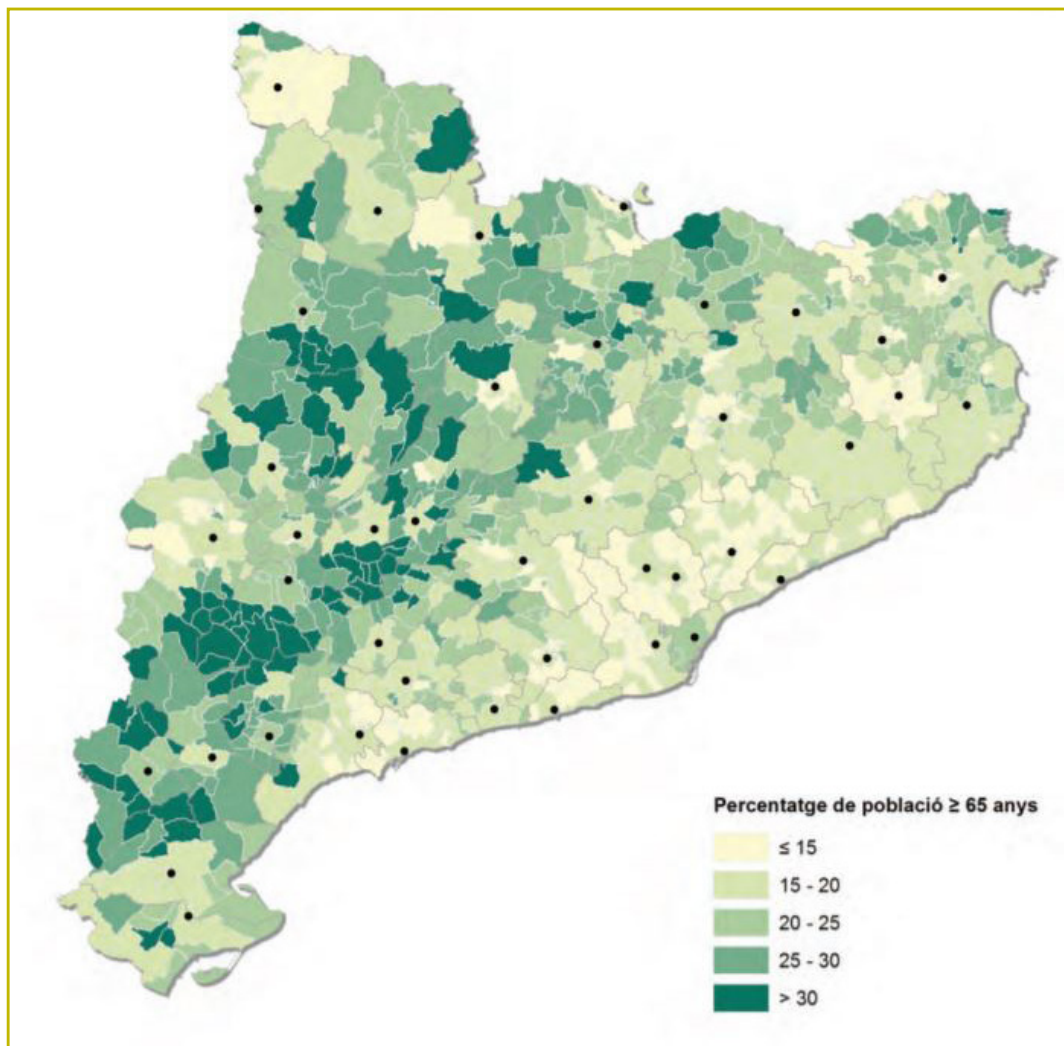 Percentatge de població ≥ 65 anys
≤ 15
15 - 20
20 - 25
25 - 30
> 30